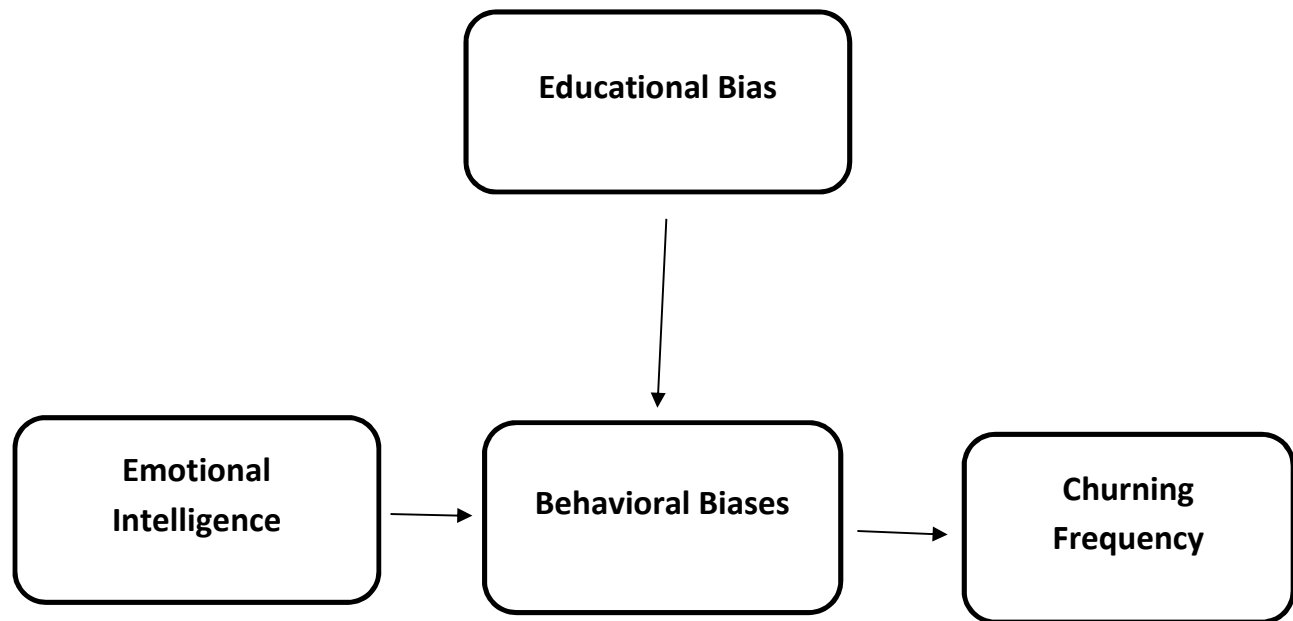 Educational Bias
Emotional
Intelligence
Behavioral Biases
Churning
Frequency